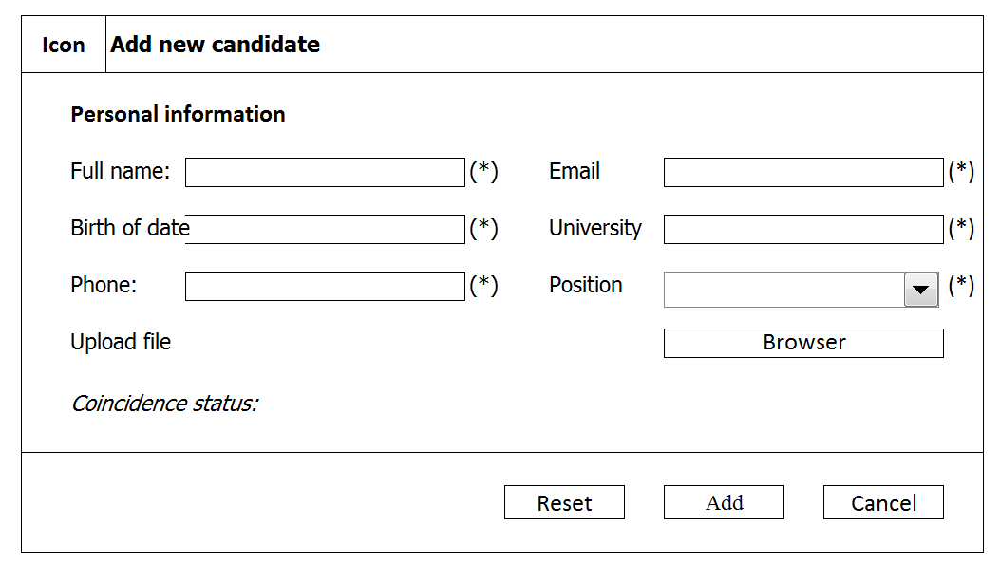 Icon Add new candidate
Personal information
Full name: (*) Email (*)
Birth of date (*) University (*)
Phone: (*) Position (*)
Upload file Browser
Coincidence status:
Reset Add Cancel